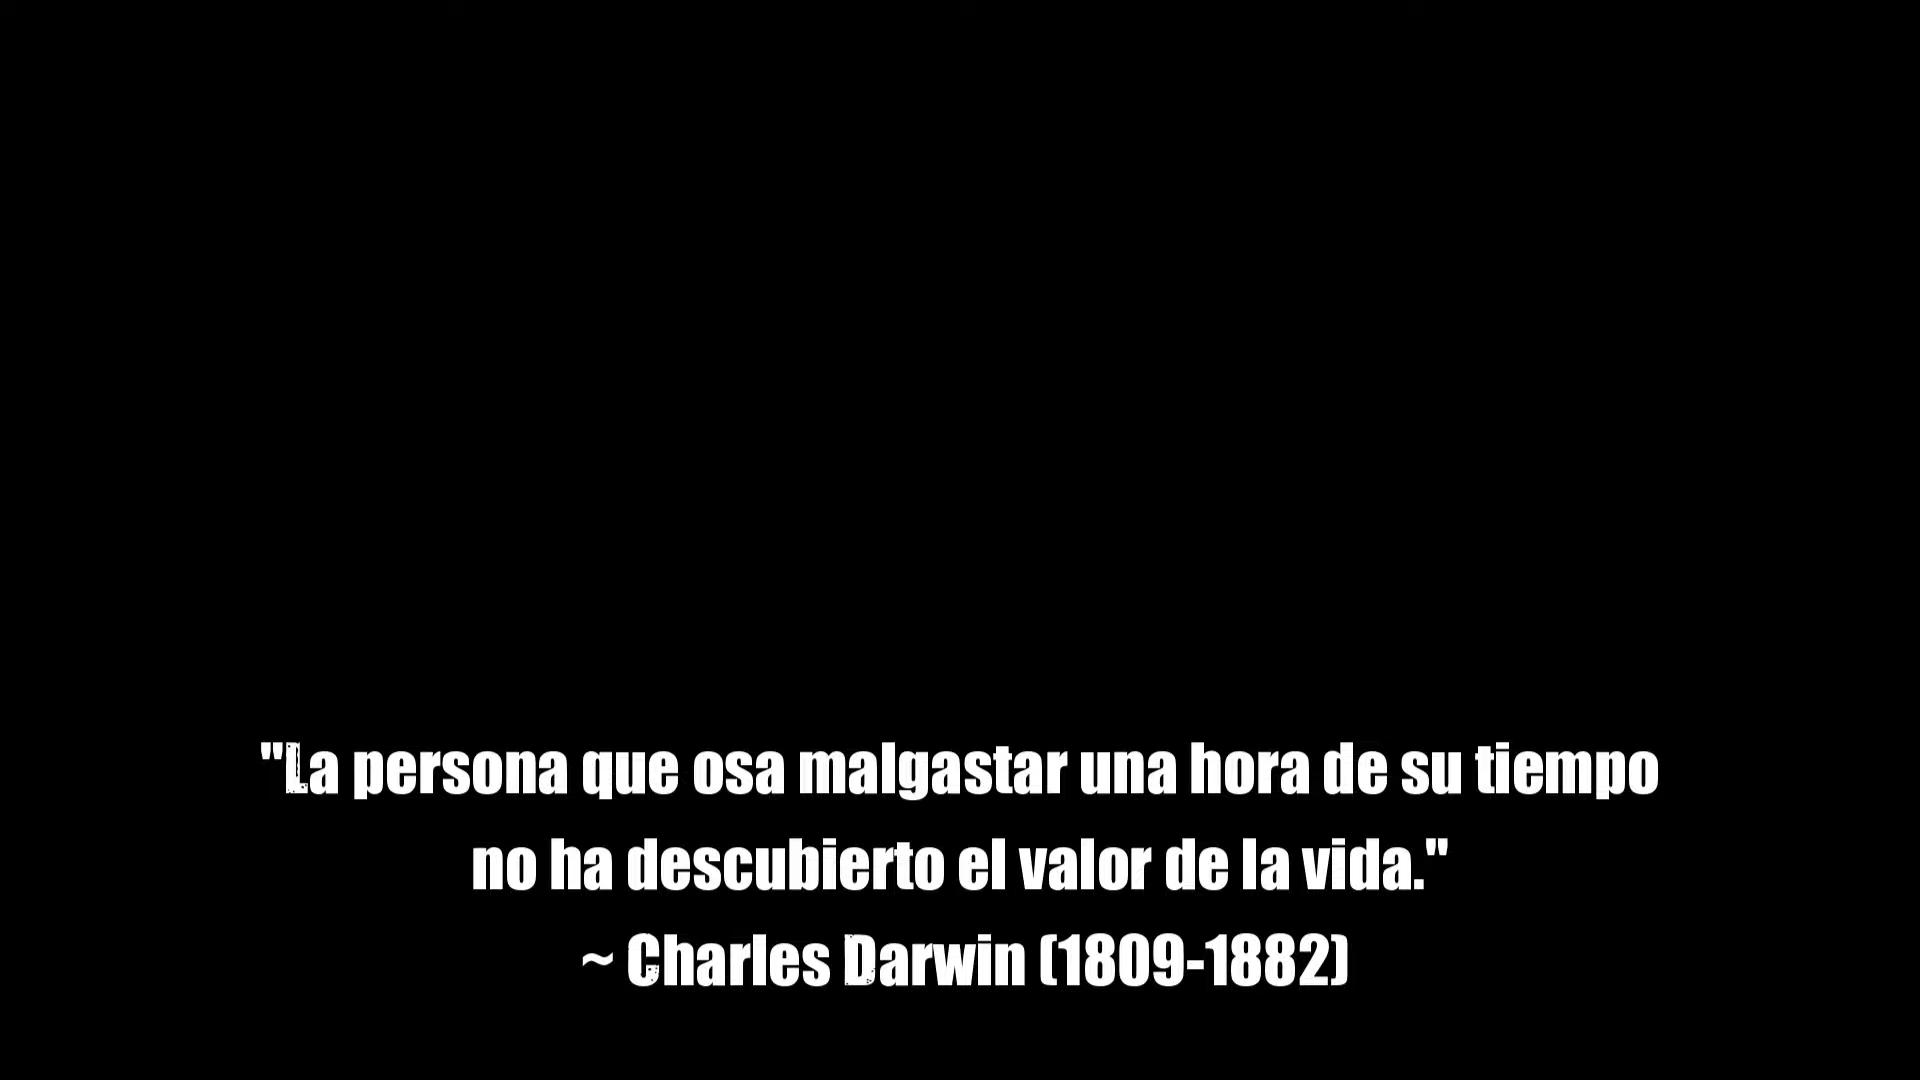 "La persona que osa malgastar una hora de su tiempo
no ha descubierto el valor de la vida."
~ Charles Darwin (1809-1882)